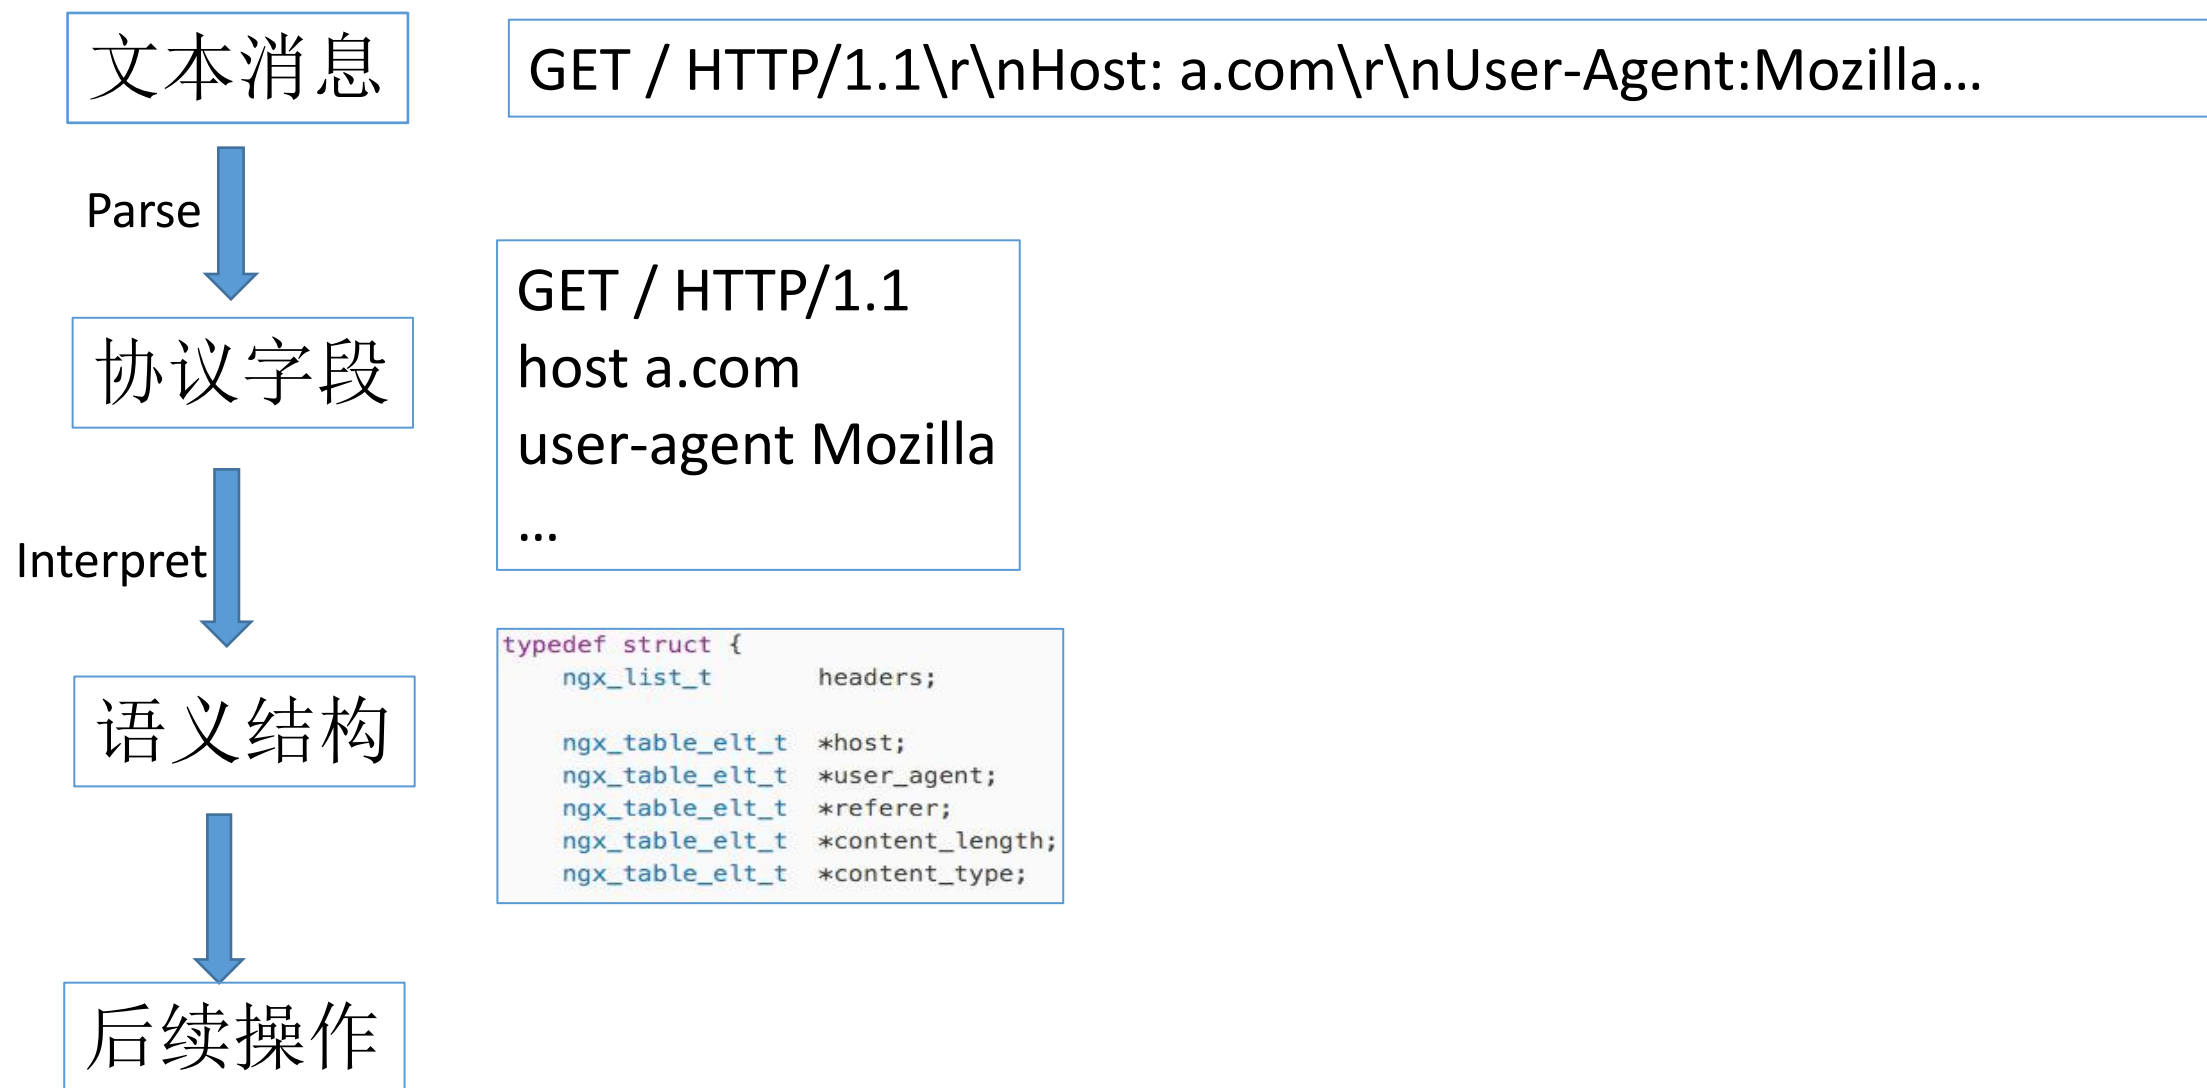 文本消息
GET / HTTP/1.1\r\nHost: a.com\r\nUser-Agent:Mozilla...
Parse
协议字段
GET / HTTP/1.1
host a.com
user-agent Mozilla
...
Interpret
语义结构
typedef struct {
    ngx_list_t       headers;
    ngx_table_elt_t  *host;
    ngx_table_elt_t  *user_agent;
    ngx_table_elt_t  *referer;
    ngx_table_elt_t  *content_length;
    ngx_table_elt_t  *content_type;
后续操作